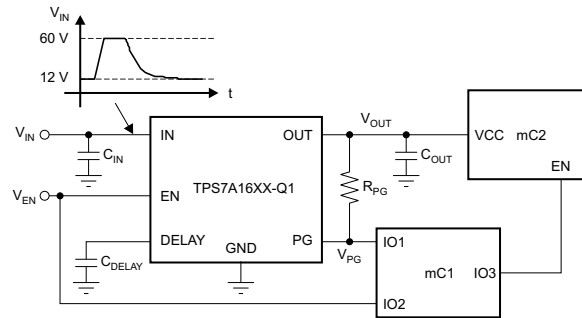 V_IN
60 V
12 V
t
V_IN
IN
OUT
V_OUT
VCC
mC2
C_IN
C_OUT
EN
V_EN
EN
TPS7A16XX-Q1
R_PG
DELAY
GND
PG
IO1
V_PG
C_DELAY
mC1
IO3
IO2